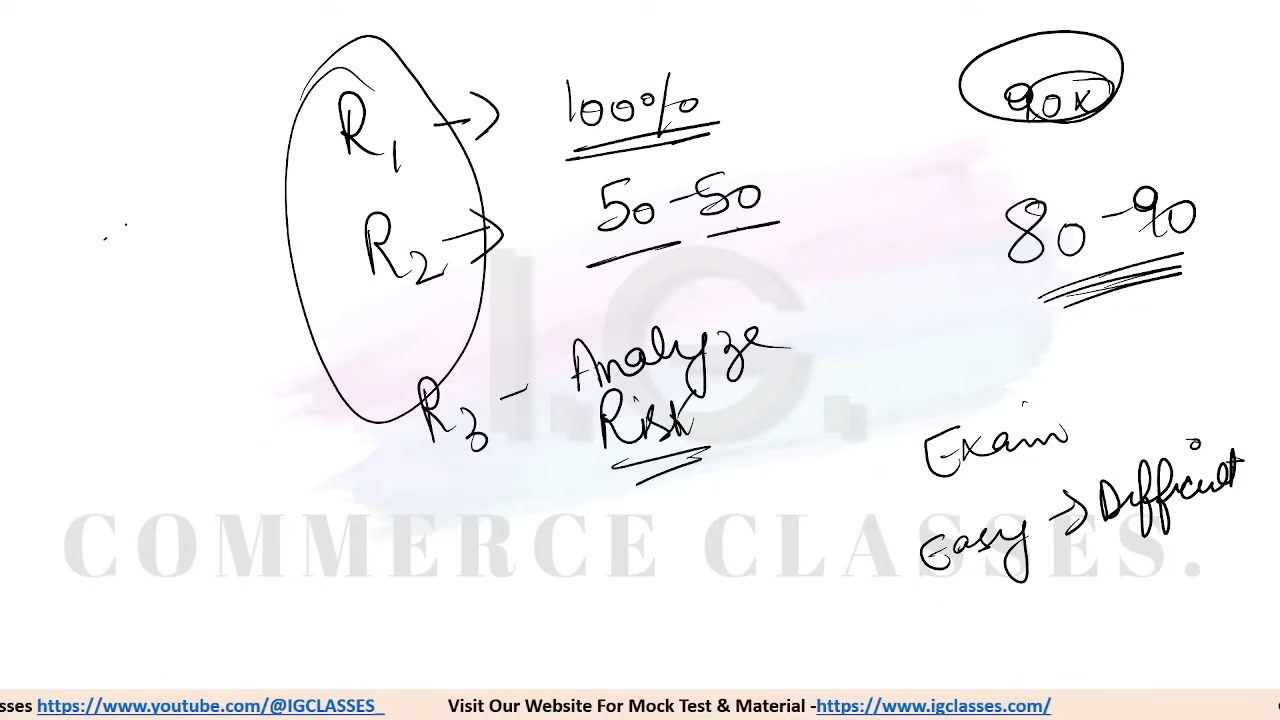 R1 → 100%
R2 → 50-50
R3 - Analyze
Risk
80-90
Exam
Easy → Difficult
I.G.
COMMERCE CLASSES.
sses https://www.youtube.com/@IGCLASSES_ Visit Our Website For Mock Test & Material -https://www.igclasses.com/